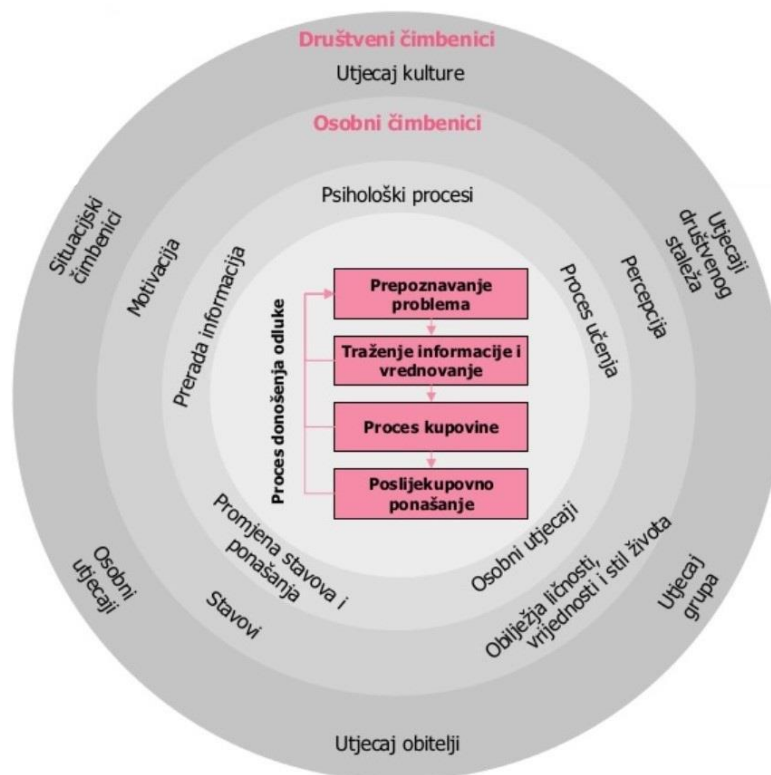 Društveni čimbenici
Utjecaj kulture
Osobni čimbenici
Psihološki procesi
Situacijski
čimbenici
Motivacija
Prerada informacija
Proces učenja
Percepcija
Utjecaji
društvenog
staleža
Proces donošenja odluke
Prepoznavanje
problema
Traženje informacije i
vrednovanje
Proces kupovine
Poslijekupovno
ponašanje
Osobni
utjecaji
Stavovi
Promjena stavova i
ponašanja
Osobni utjecaji
Obilježja ličnosti,
vrijednosti i stil života
Utjecaj
grupa
Utjecaj obitelji